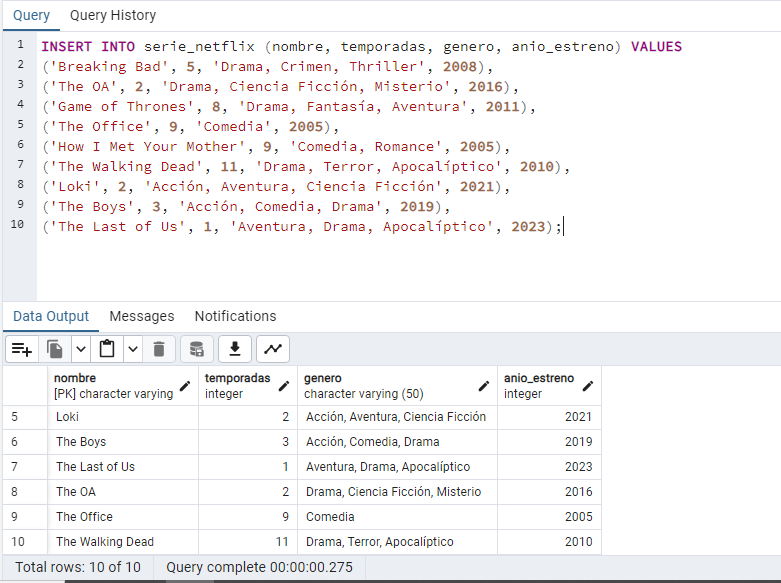 Query Query History
1 INSERT INTO serie_netflix (nombre, temporadas, genero, anio_estreno) VALUES
2 ('Breaking Bad', 5, 'Drama, Crimen, Thriller', 2008),
3 ('The OA', 2, 'Drama, Ciencia Ficción, Misterio', 2016),
4 ('Game of Thrones', 8, 'Drama, Fantasía, Aventura', 2011),
5 ('The Office', 9, 'Comedia', 2005),
6 ('How I Met Your Mother', 9, 'Comedia, Romance', 2005),
7 ('The Walking Dead', 11, 'Drama, Terror, Apocalíptico', 2010),
8 ('Loki', 2, 'Acción, Aventura, Ciencia Ficción', 2021),
9 ('The Boys', 3, 'Acción, Comedia, Drama', 2019),
10 ('The Last of Us', 1, 'Aventura, Drama, Apocalíptico', 2023);
Data Output Messages Notifications
nombre temporadas genero anio_estreno
[PK] character varying integer character varying (50) integer
5 Loki 2 Acción, Aventura, Ciencia Ficción 2021
6 The Boys 3 Acción, Comedia, Drama 2019
7 The Last of Us 1 Aventura, Drama, Apocalíptico 2023
8 The OA 2 Drama, Ciencia Ficción, Misterio 2016
9 The Office 9 Comedia 2005
10 The Walking Dead 11 Drama, Terror, Apocalíptico 2010
Total rows: 10 of 10 Query complete 00:00:00.275